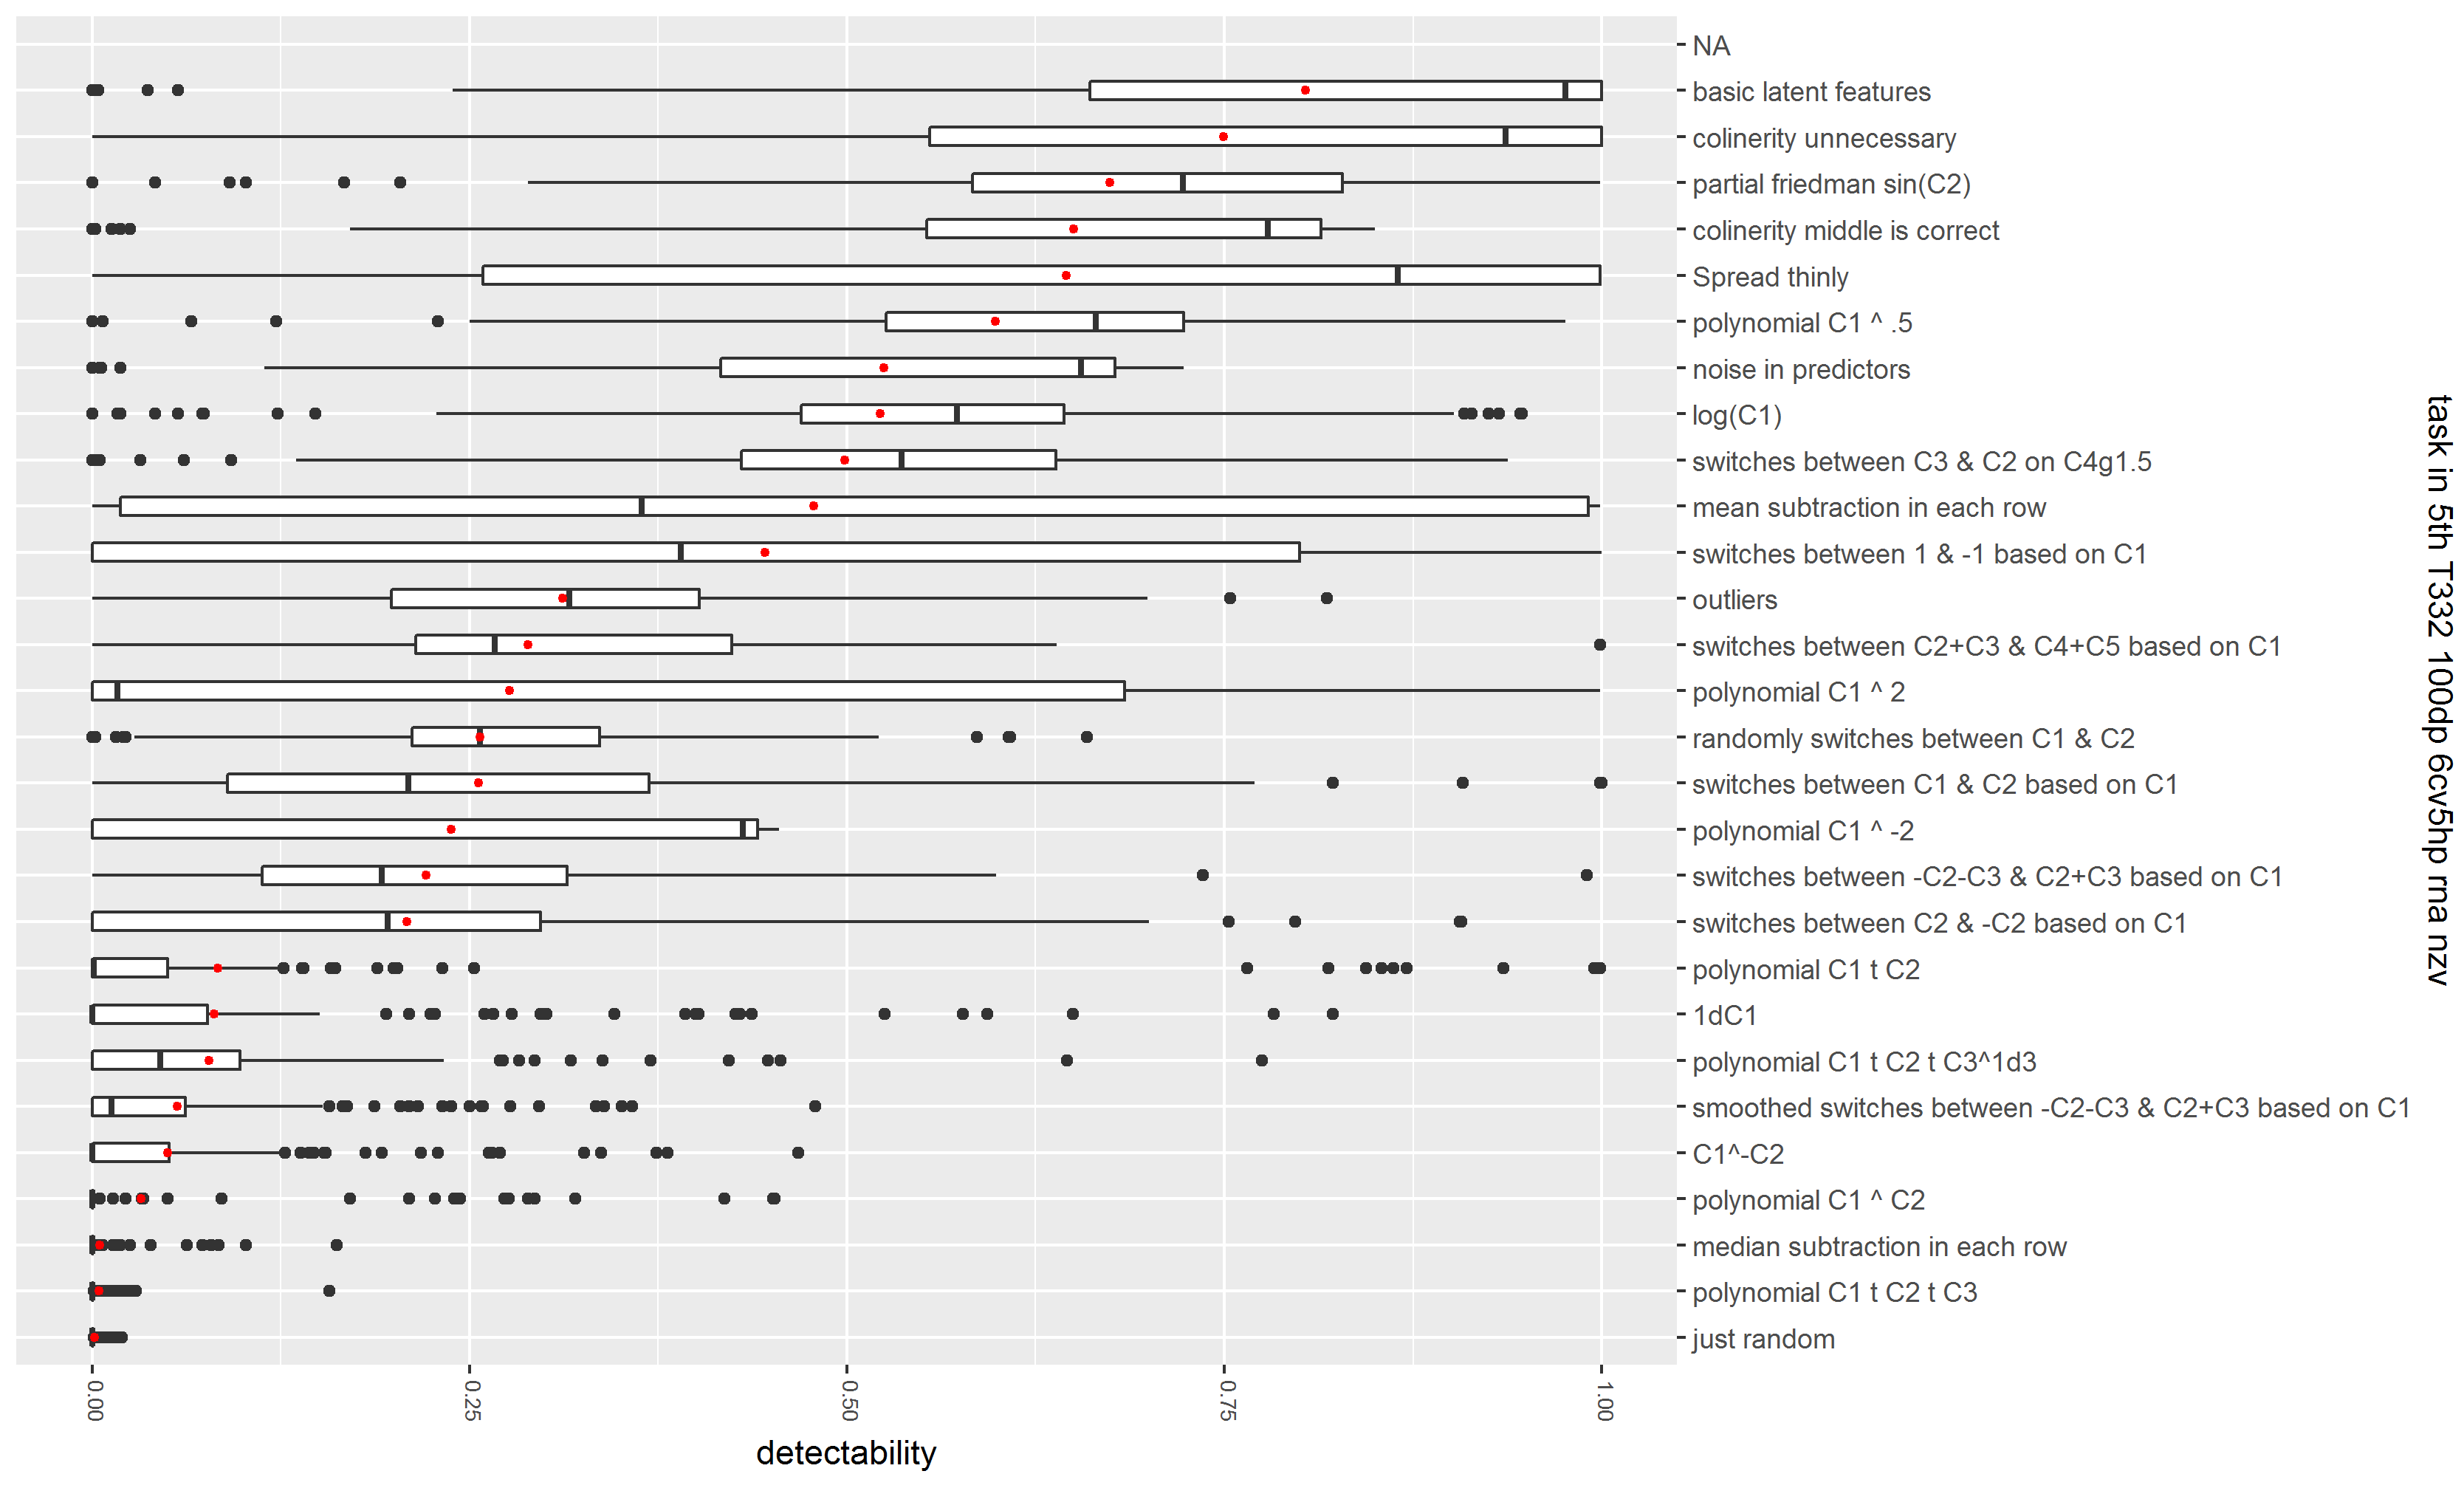 NA
basic latent features
colinerity unnecessary
partial friedman sin(C2)
colinerity middle is correct
Spread thinly
polynomial C1 ^ .5
noise in predictors
log(C1)
switches between C3 & C2 on C4g1.5
mean subtraction in each row
switches between 1 & -1 based on C1
outliers
switches between C2+C3 & C4+C5 based on C1
polynomial C1 ^ 2
randomly switches between C1 & C2
switches between C1 & C2 based on C1
polynomial C1 ^ -2
switches between -C2-C3 & C2+C3 based on C1
switches between C2 & -C2 based on C1
polynomial C1 t C2
1dC1
polynomial C1 t C2 t C3^1d3
smoothed switches between -C2-C3 & C2+C3 based on C1
C1^-C2
polynomial C1 ^ C2
median subtraction in each row
polynomial C1 t C2 t C3
just random
task in 5th T332 100dp 6cv5hp rna nzv
0.00
0.25
0.50
0.75
1.00
detectability